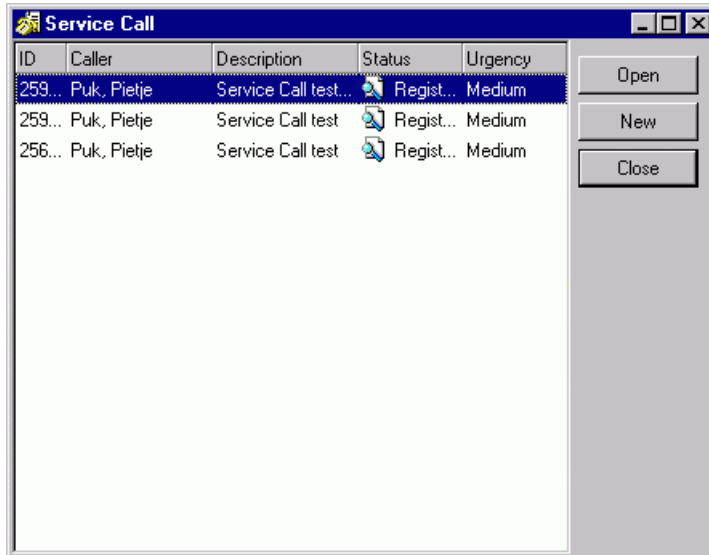 Service Call
ID Caller Description Status Urgency
259... Puk, Pietje Service Call test... Regist... Medium
259... Puk, Pietje Service Call test Regist... Medium
256... Puk, Pietje Service Call test Regist... Medium
Open
New
Close